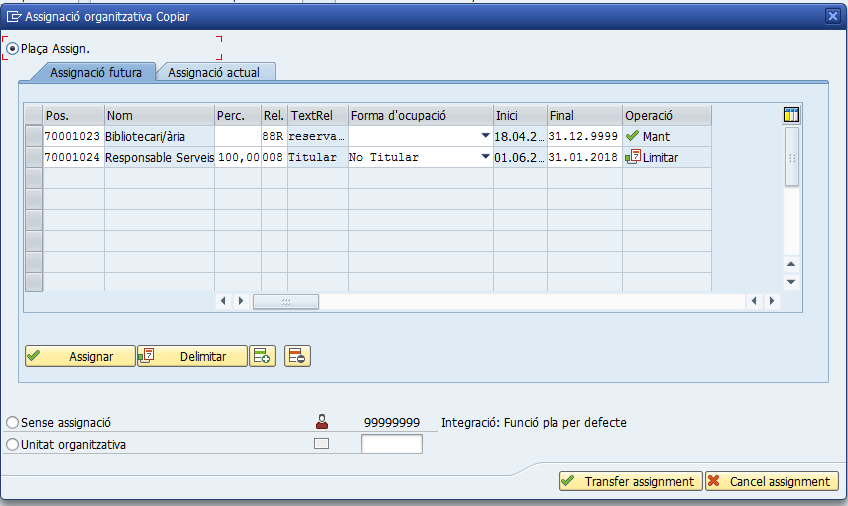 Assignació organitzativa Copiar
Plaça Assign.
Assignació futura Assignació actual
Pos. Nom Perc. Rel. TextRel Forma d'ocupació Inici Final Operació
70001023 Bibliotecari/ària 88R reserva... 18.04.2... 31.12.9999 Mant
70001024 Responsable Serveis 100,00 008 Titular No Titular 01.06.2... 31.01.2018 Limitar
Assignar Delimitar
Sense assignació 99999999 Integració: Funció pla per defecte
Unitat organitzativa
Transfer assignment Cancel assignment